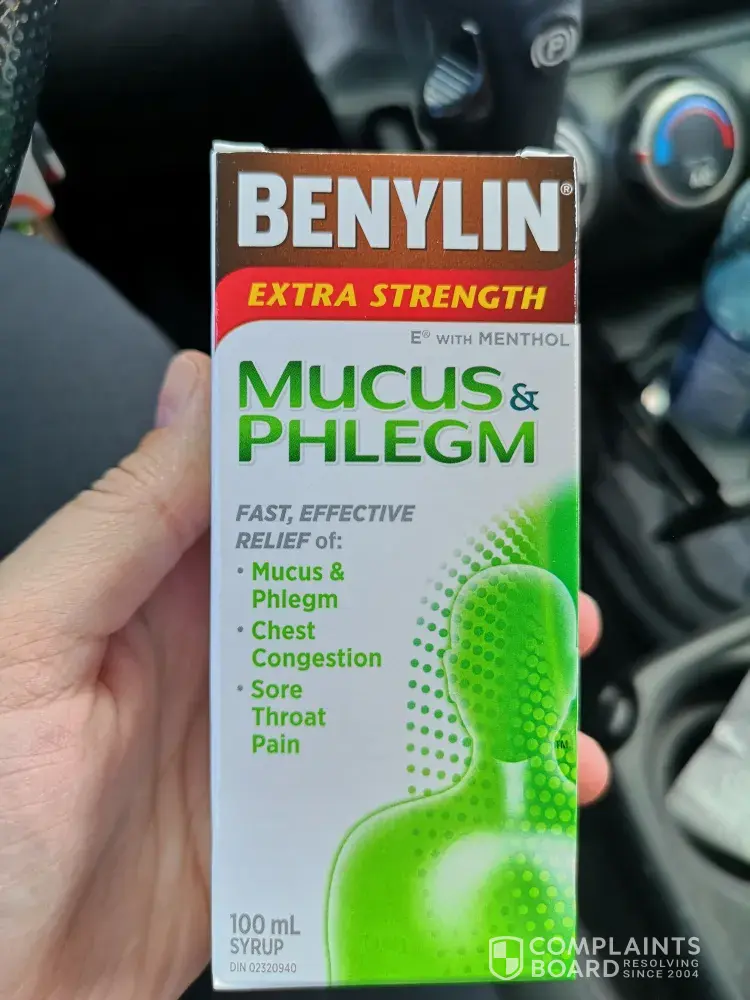 BENYLIN®
EXTRA STRENGTH
E® WITH MENTHOL
MUCUS &
PHLEGM
FAST, EFFECTIVE
RELIEF of:
• Mucus &
Phlegm
• Chest
Congestion
• Sore
Throat
Pain
TM
100 mL
SYRUP
DIN 02320940
(P)
COMPLAINTS
BOARD RESOLVING
SINCE 2004